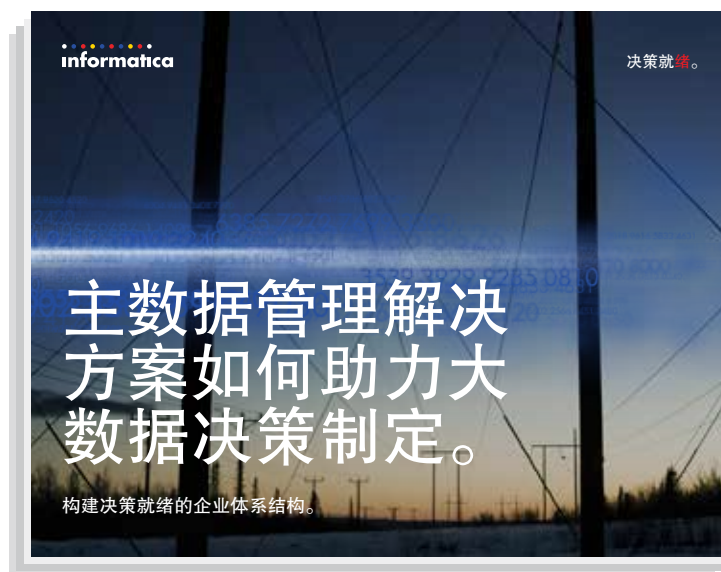 informatica
决策就绪。
主数据管理解决
方案如何助力大
数据决策制定。
构建决策就绪的企业体系结构。